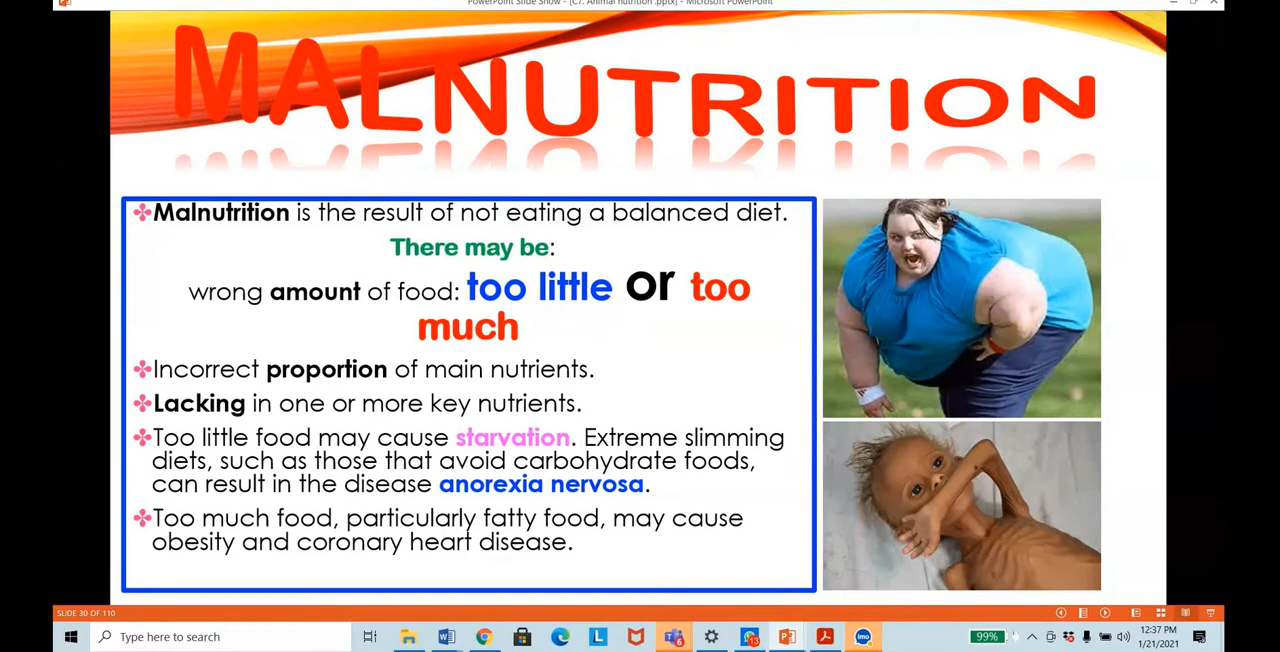 PowerPoint Slide Show - [C7. Animal nutrition .pptx] - Microsoft PowerPoint
MALNUTRITION
Malnutrition is the result of not eating a balanced diet.
There may be:
wrong amount of food: too little or too
much
Incorrect proportion of main nutrients.
Lacking in one or more key nutrients.
Too little food may cause starvation. Extreme slimming
diets, such as those that avoid carbohydrate foods,
can result in the disease anorexia nervosa.
Too much food, particularly fatty food, may cause
obesity and coronary heart disease.
SLIDE 30 OF 110
Type here to search
99%
12:37 PM
1/21/2021